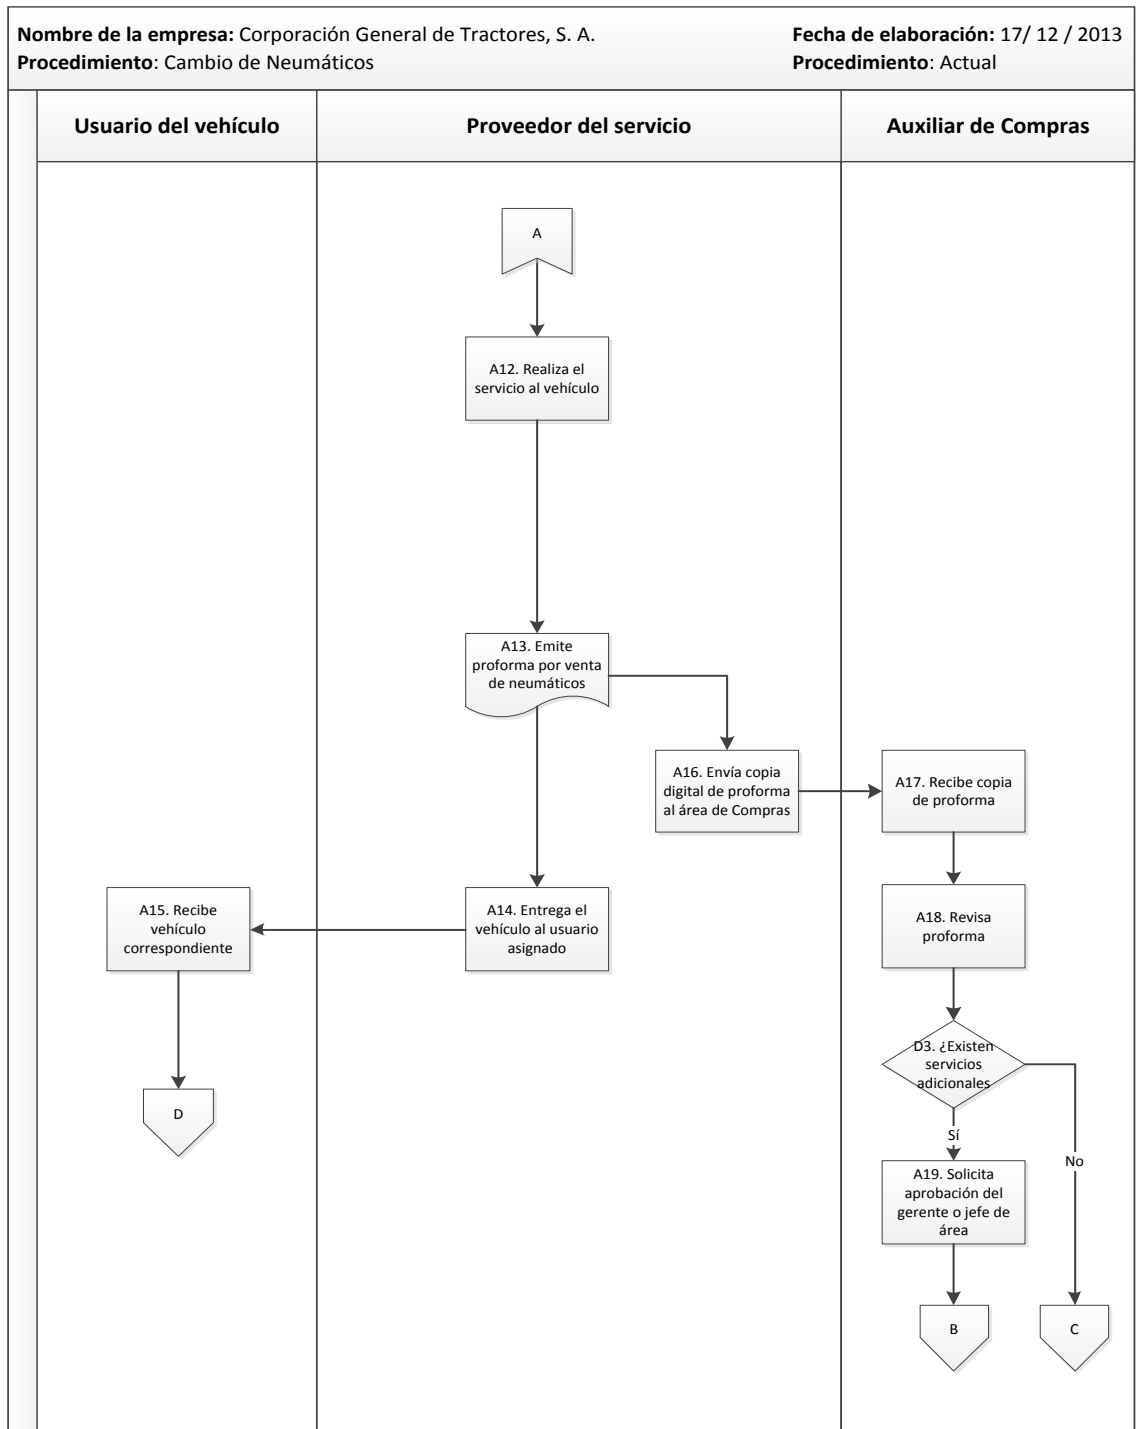 Nombre de la empresa: Corporación General de Tractores, S. A.
Fecha de elaboración: 17/ 12 / 2013
Procedimiento: Cambio de Neumáticos
Procedimiento: Actual
Usuario del vehículo
Proveedor del servicio
Auxiliar de Compras
A
A12. Realiza el
servicio al vehículo
A13. Emite
proforma por venta
de neumáticos
A16. Envía copia
digital de proforma
al área de Compras
A17. Recibe copia
de proforma
A15. Recibe
vehículo
correspondiente
A14. Entrega el
vehículo al usuario
asignado
A18. Revisa
proforma
D3. ¿Existen
servicios
adicionales
D
Sí
No
A19. Solicita
aprobación del
gerente o jefe de
área
B
C